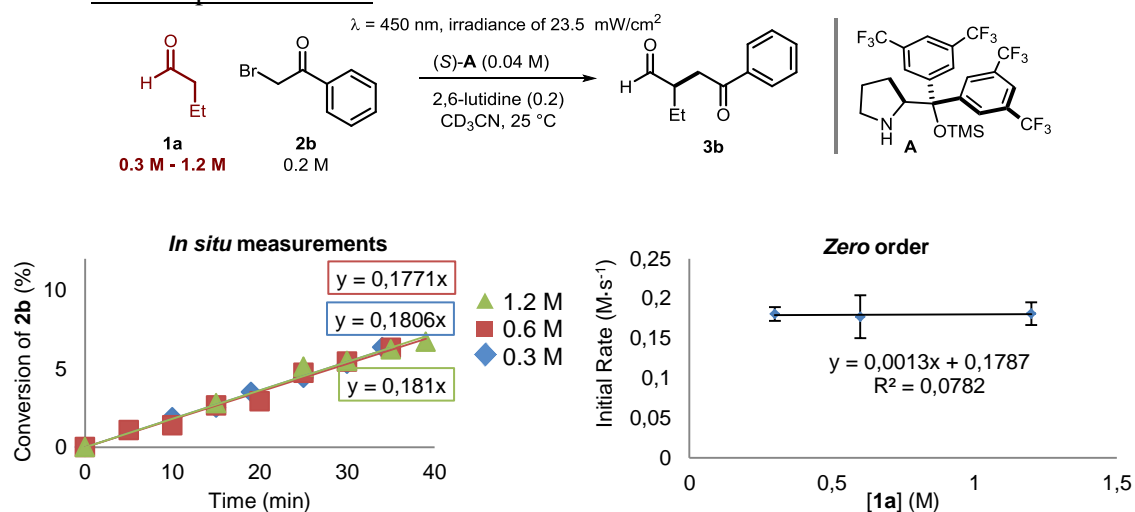 λ = 450 nm, irradiance of 23.5 mW/cm²
(S)-A (0.04 M)
2,6-lutidine (0.2)
CD₃CN, 25 °C
O
H
Et
1a
0.3 M - 1.2 M
Br
O
2b
0.2 M
O
H
Et
O
3b
F₃C
CF₃
CF₃
CF₃
N
H
OTMS
A
In situ measurements
Conversion of 2b (%)
10
5
0
0 10 20 30 40
Time (min)
y = 0,1771x
y = 0,1806x
y = 0,181x
1.2 M
0.6 M
0.3 M
Zero order
Initial Rate (M·s⁻¹)
0,25
0,2
0,15
0,1
0,05
0
0 0,5 1 1,5
[1a] (M)
y = 0,0013x + 0,1787
R² = 0,0782